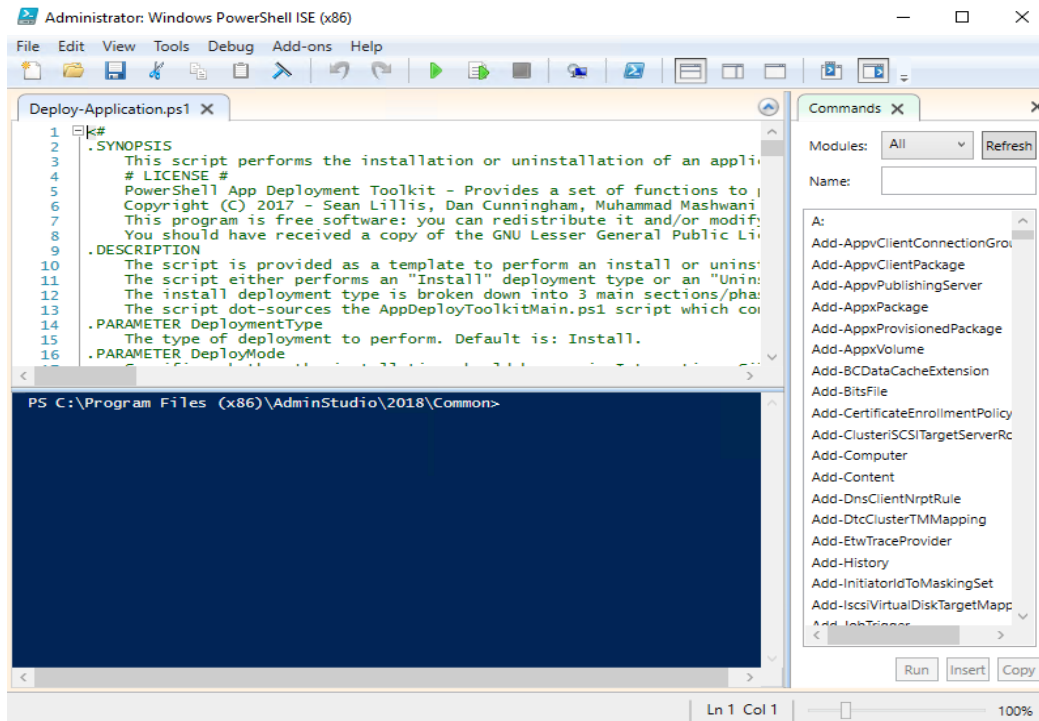 Administrator: Windows PowerShell ISE (x86)
File Edit View Tools Debug Add-ons Help
Deploy-Application.ps1
1 <#
2 .SYNOPSIS
3 This script performs the installation or uninstallation of an appli
4 # LICENSE #
5 PowerShell App Deployment Toolkit - Provides a set of functions to
6 Copyright (C) 2017 - Sean Lillis, Dan Cunningham, Muhammad Mashwani
7 This program is free software: you can redistribute it and/or modify
8 You should have received a copy of the GNU Lesser General Public Li
9 .DESCRIPTION
10 The script is provided as a template to perform an install or unins
11 The script either performs an "Install" deployment type or an "Unin
12 The install deployment type is broken down into 3 main sections/pha
13 The script dot-sources the AppDeployToolkitMain.ps1 script which co
14 .PARAMETER DeploymentType
15 The type of deployment to perform. Default is: Install.
16 .PARAMETER DeployMode
PS C:\Program Files (x86)\AdminStudio\2018\Common>
Commands
Modules: All Refresh
Name:
A:
Add-AppvClientConnectionGrou
Add-AppvClientPackage
Add-AppvPublishingServer
Add-AppxPackage
Add-AppxProvisionedPackage
Add-AppxVolume
Add-BCDataCacheExtension
Add-BitsFile
Add-CertificateEnrollmentPolicy
Add-ClusteriSCSITargetServerRo
Add-Computer
Add-Content
Add-DnsClientNrptRule
Add-DtcClusterTMMapping
Add-EtwTraceProvider
Add-History
Add-InitiatorIdToMaskingSet
Add-IscsiVirtualDiskTargetMapp
Add-JobTrigger
Run Insert Copy
Ln 1 Col 1
100%